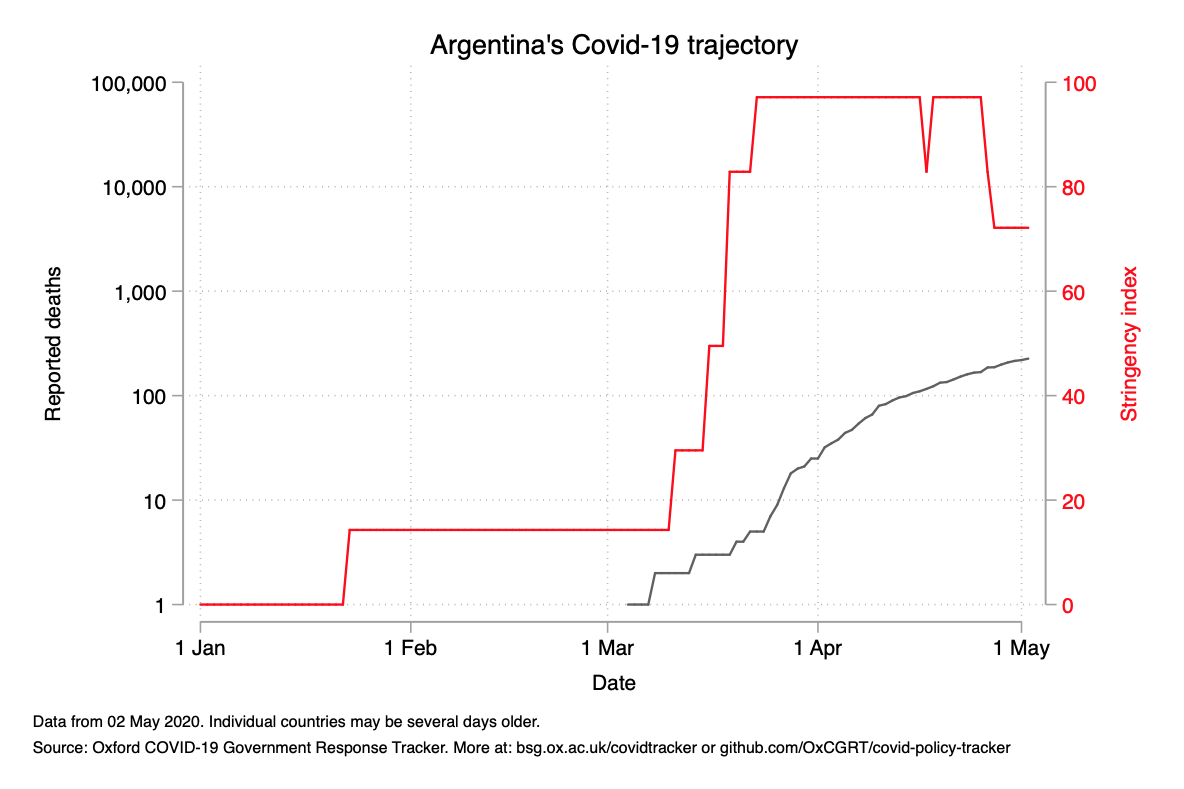 Argentina's Covid-19 trajectory
100,000
10,000
1,000
100
10
1
Reported deaths
100
80
60
40
20
0
Stringency index
1 Jan
1 Feb
1 Mar
1 Apr
1 May
Date
Data from 02 May 2020. Individual countries may be several days older.
Source: Oxford COVID-19 Government Response Tracker. More at: bsg.ox.ac.uk/covidtracker or github.com/OxCGRT/covid-policy-tracker